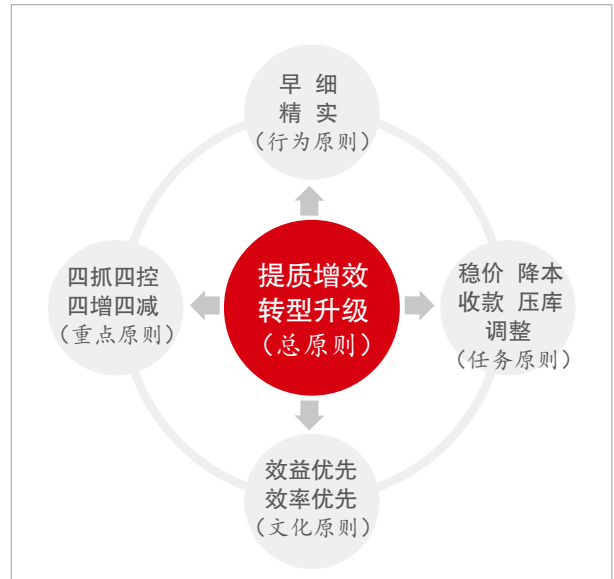 早 细
精 实
（行为原则）
四抓四控
四增四减
（重点原则）
提质增效
转型升级
（总原则）
稳价 降本
收款 压库
调整
（任务原则）
效益优先
效率优先
（文化原则）